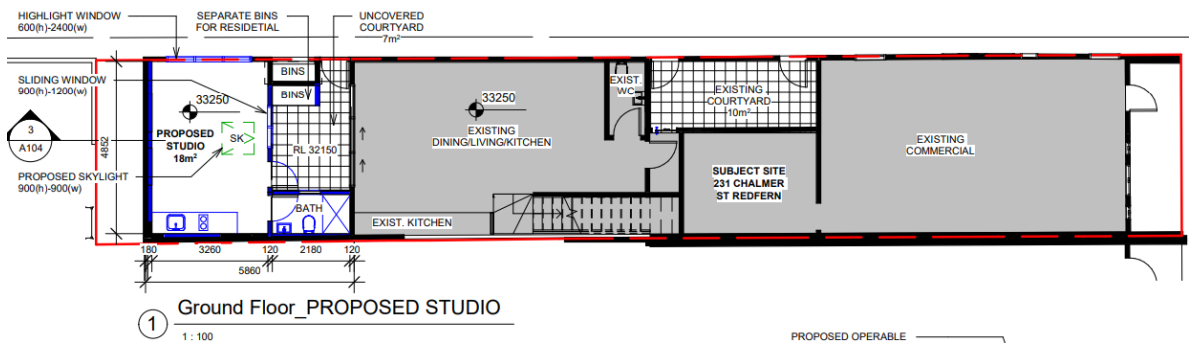 HIGHLIGHT WINDOW
600(h)-2400(w)
SEPARATE BINS
FOR RESIDETIAL
UNCOVERED
COURTYARD
7m²
SLIDING WINDOW
900(h)-1200(w)
BINS
BINS
33250
PROPOSED
STUDIO
18m²
SK
RL 32150
3
A104
4852
PROPOSED SKYLIGHT
900(h)-900(w)
BATH
33250
EXISTING
DINING/LIVING/KITCHEN
EXIST.
WC
EXISTING
COURTYARD
10m²
EXISTING
COMMERCIAL
SUBJECT SITE
231 CHALMER
ST REDFERN
EXIST. KITCHEN
180
3260
120
2180
120
5860
1
Ground Floor_PROPOSED STUDIO
1 : 100
PROPOSED OPERABLE